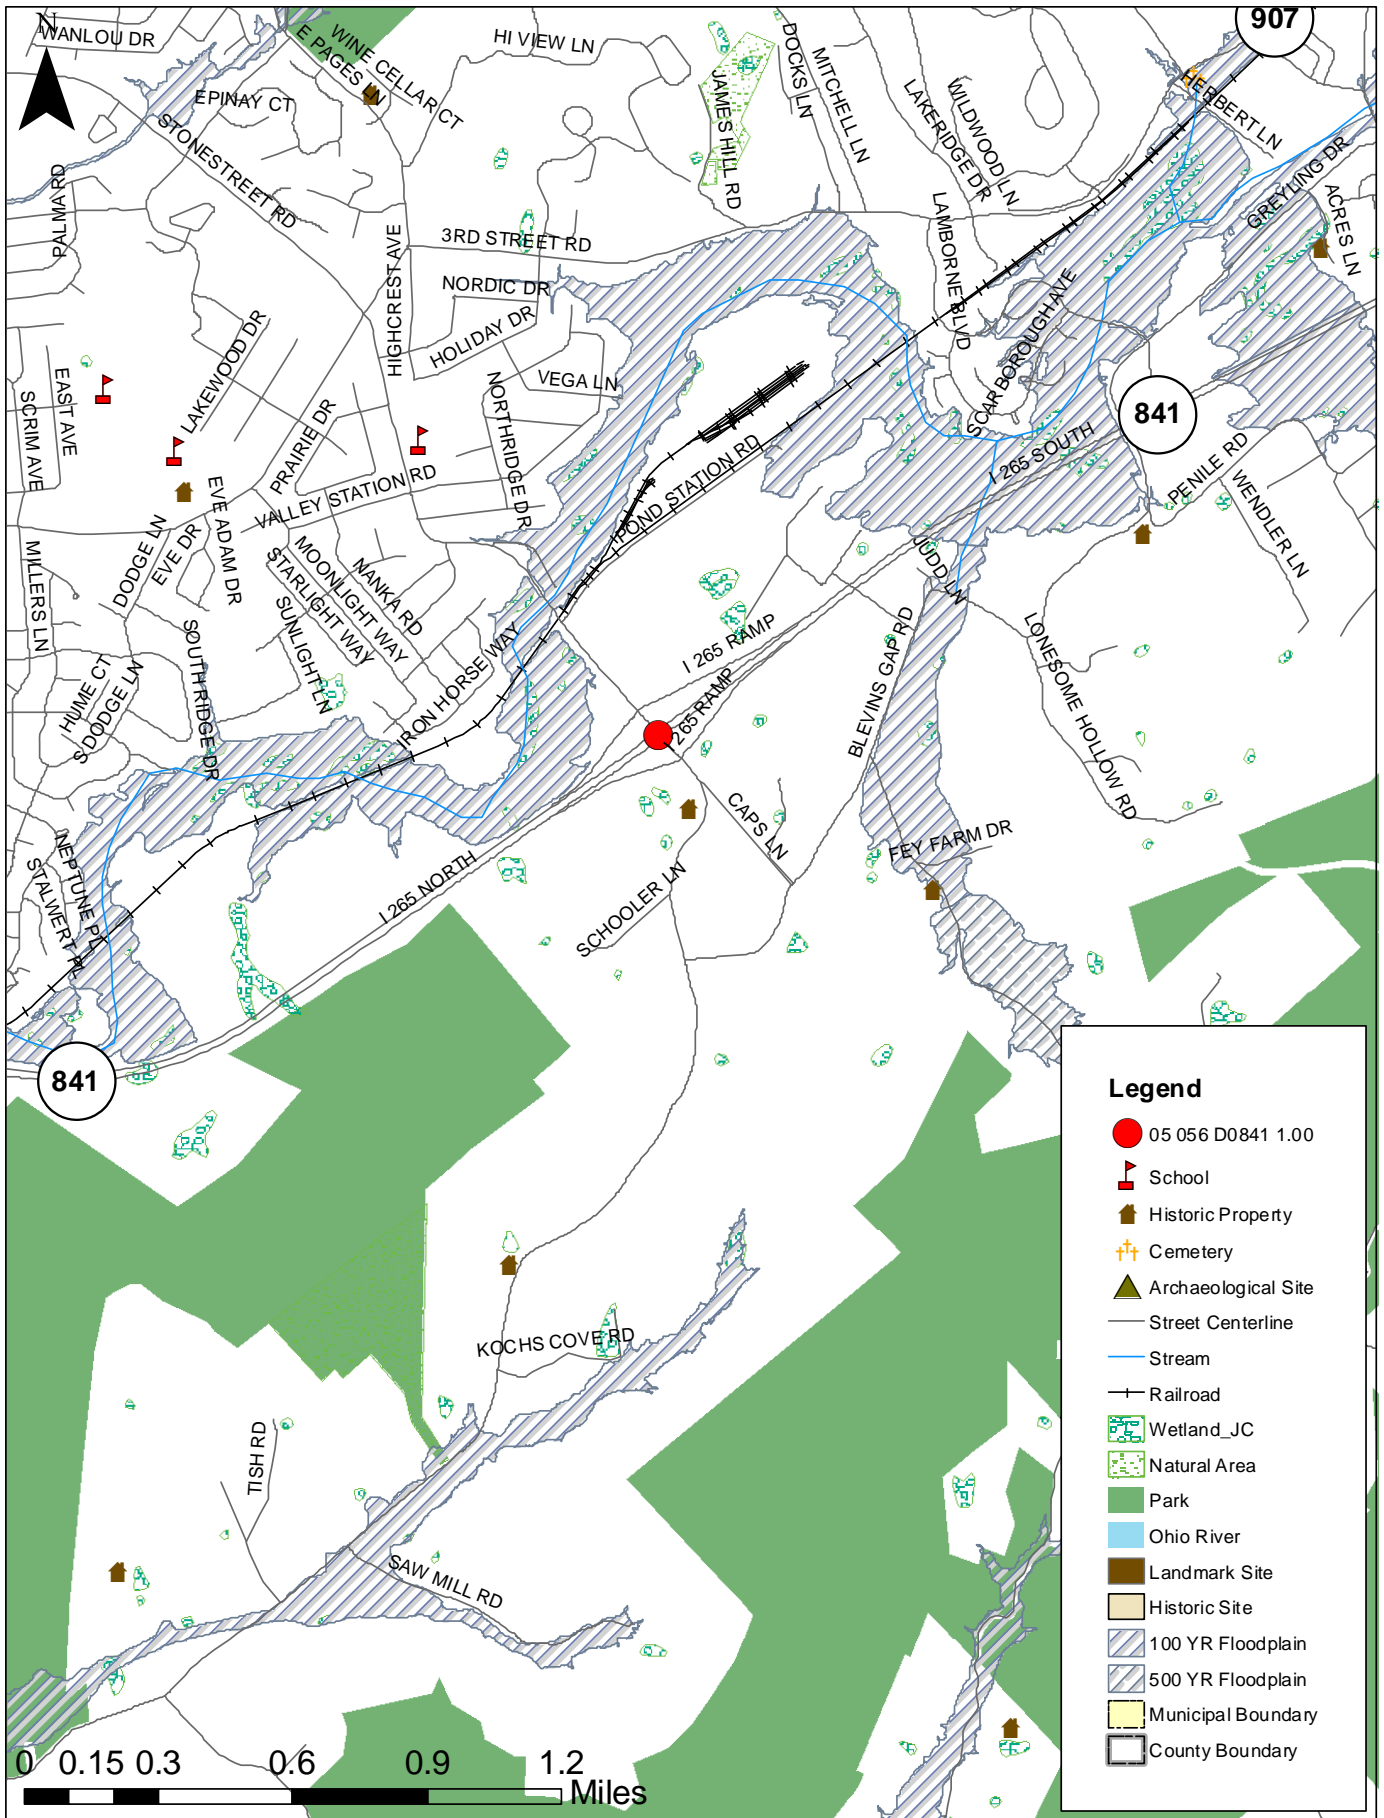 N
WANLOU DR
E PAGES LN
WINE CELLAR CT
HI VIEW LN
DOCKS LN
MITCHELL LN
907
EPINAY CT
STONESTREET RD
JAMES HILL RD
LAKERIDGE DR
WILDWOOD LN
HERBERT LN
GREYLING DR
ACRES LN
PALMA RD
HIGHCREST AVE
3RD STREET RD
LAMBORNE BLVD
NORDIC DR
HOLIDAY DR
SCARBOROUGH AVE
LAKEWOOD DR
VEGA LN
NORTHRIDGE DR
EAST AVE
SCRIM AVE
PRAIRIE DR
841
VALLEY STATION RD
POND STATION RD
I 265 SOUTH
PENILE RD
WENDLER LN
EVE ADAM DR
DODGE LN
EVE DR
MOONLIGHT WAY
NANKA RD
STARLIGHT WAY
SUNLIGHT LN
MILLERS LN
JUDD LN
SOUTH RIDGE DR
IRON HORSE WAY
I 265 RAMP
BLEVINS GAP RD
LONESOME HOLLOW RD
HUME CT
S DODGE LN
265 RAMP
CAPS LN
FEY FARM DR
NEPTUNE PL
STALWERT PL
I 265 NORTH
SCHOOLER LN
841
KOCHS COVE RD
TISH RD
SAW MILL RD
Legend
05 056 D0841 1.00
School
Historic Property
Cemetery
Archaeological Site
Street Centerline
Stream
Railroad
Wetland_JC
Natural Area
Park
Ohio River
Landmark Site
Historic Site
100 YR Floodplain
500 YR Floodplain
Municipal Boundary
County Boundary
0 0.15 0.3 0.6 0.9 1.2
Miles